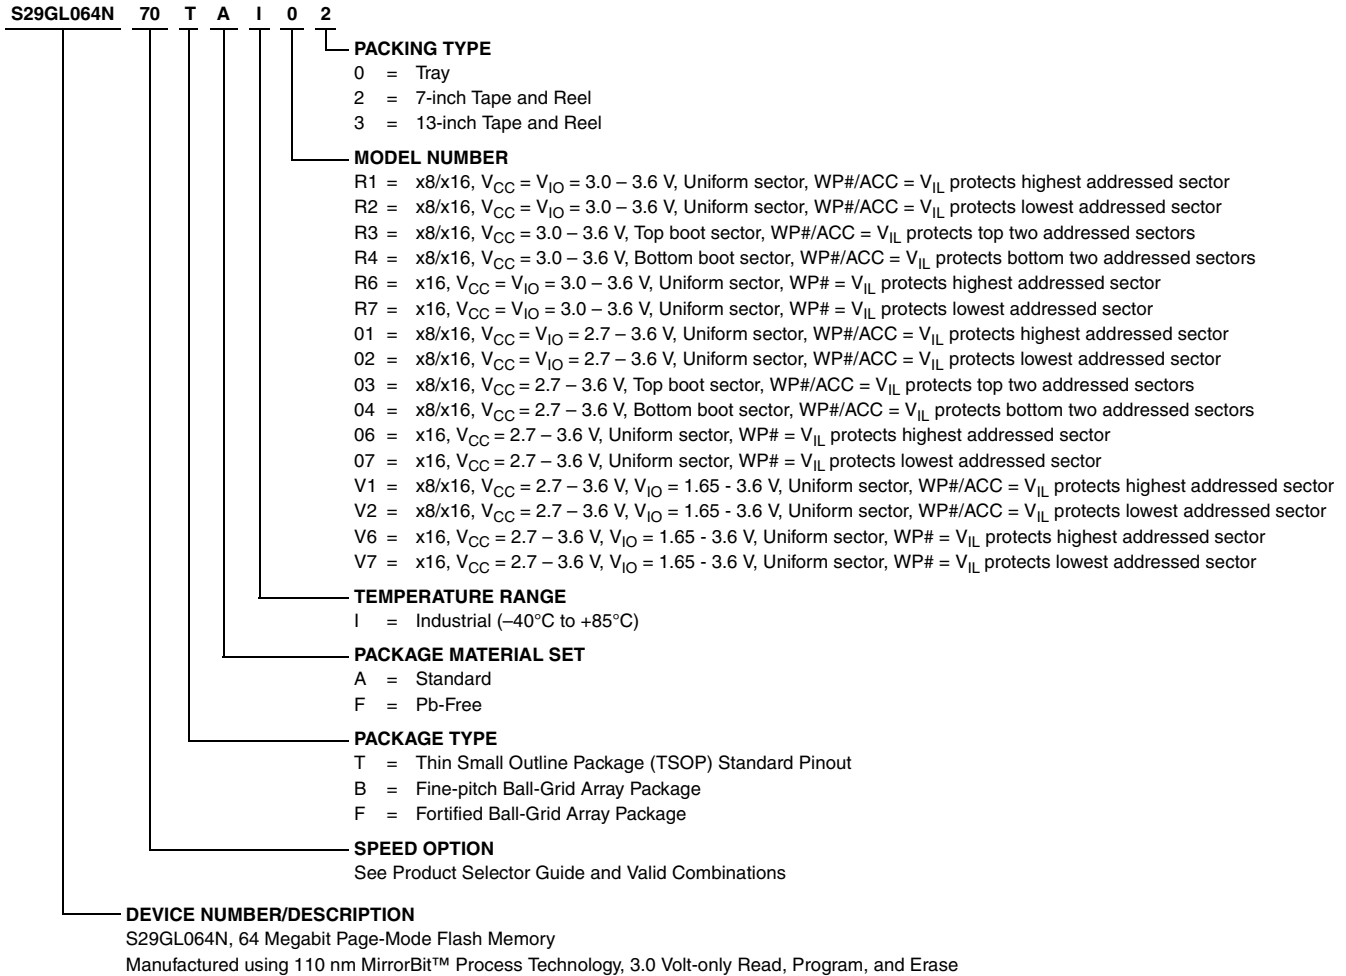 S29GL064N 70 T A I 0 2
PACKING TYPE
0 = Tray
2 = 7-inch Tape and Reel
3 = 13-inch Tape and Reel
MODEL NUMBER
R1 = x8/x16, VCC = VIO = 3.0 – 3.6 V, Uniform sector, WP#/ACC = VIL protects highest addressed sector
R2 = x8/x16, VCC = VIO = 3.0 – 3.6 V, Uniform sector, WP#/ACC = VIL protects lowest addressed sector
R3 = x8/x16, VCC = 3.0 – 3.6 V, Top boot sector, WP#/ACC = VIL protects top two addressed sectors
R4 = x8/x16, VCC = 3.0 – 3.6 V, Bottom boot sector, WP#/ACC = VIL protects bottom two addressed sectors
R6 = x16, VCC = VIO = 3.0 – 3.6 V, Uniform sector, WP# = VIL protects highest addressed sector
R7 = x16, VCC = VIO = 3.0 – 3.6 V, Uniform sector, WP# = VIL protects lowest addressed sector
01 = x8/x16, VCC = VIO = 2.7 – 3.6 V, Uniform sector, WP#/ACC = VIL protects highest addressed sector
02 = x8/x16, VCC = VIO = 2.7 – 3.6 V, Uniform sector, WP#/ACC = VIL protects lowest addressed sector
03 = x8/x16, VCC = 2.7 – 3.6 V, Top boot sector, WP#/ACC = VIL protects top two addressed sectors
04 = x8/x16, VCC = 2.7 – 3.6 V, Bottom boot sector, WP#/ACC = VIL protects bottom two addressed sectors
06 = x16, VCC = 2.7 – 3.6 V, Uniform sector, WP# = VIL protects highest addressed sector
07 = x16, VCC = 2.7 – 3.6 V, Uniform sector, WP# = VIL protects lowest addressed sector
V1 = x8/x16, VCC = 2.7 – 3.6 V, VIO = 1.65 - 3.6 V, Uniform sector, WP#/ACC = VIL protects highest addressed sector
V2 = x8/x16, VCC = 2.7 – 3.6 V, VIO = 1.65 - 3.6 V, Uniform sector, WP#/ACC = VIL protects lowest addressed sector
V6 = x16, VCC = 2.7 – 3.6 V, VIO = 1.65 - 3.6 V, Uniform sector, WP# = VIL protects highest addressed sector
V7 = x16, VCC = 2.7 – 3.6 V, VIO = 1.65 - 3.6 V, Uniform sector, WP# = VIL protects lowest addressed sector
TEMPERATURE RANGE
I = Industrial (–40°C to +85°C)
PACKAGE MATERIAL SET
A = Standard
F = Pb-Free
PACKAGE TYPE
T = Thin Small Outline Package (TSOP) Standard Pinout
B = Fine-pitch Ball-Grid Array Package
F = Fortified Ball-Grid Array Package
SPEED OPTION
See Product Selector Guide and Valid Combinations
DEVICE NUMBER/DESCRIPTION
S29GL064N, 64 Megabit Page-Mode Flash Memory
Manufactured using 110 nm MirrorBit™ Process Technology, 3.0 Volt-only Read, Program, and Erase